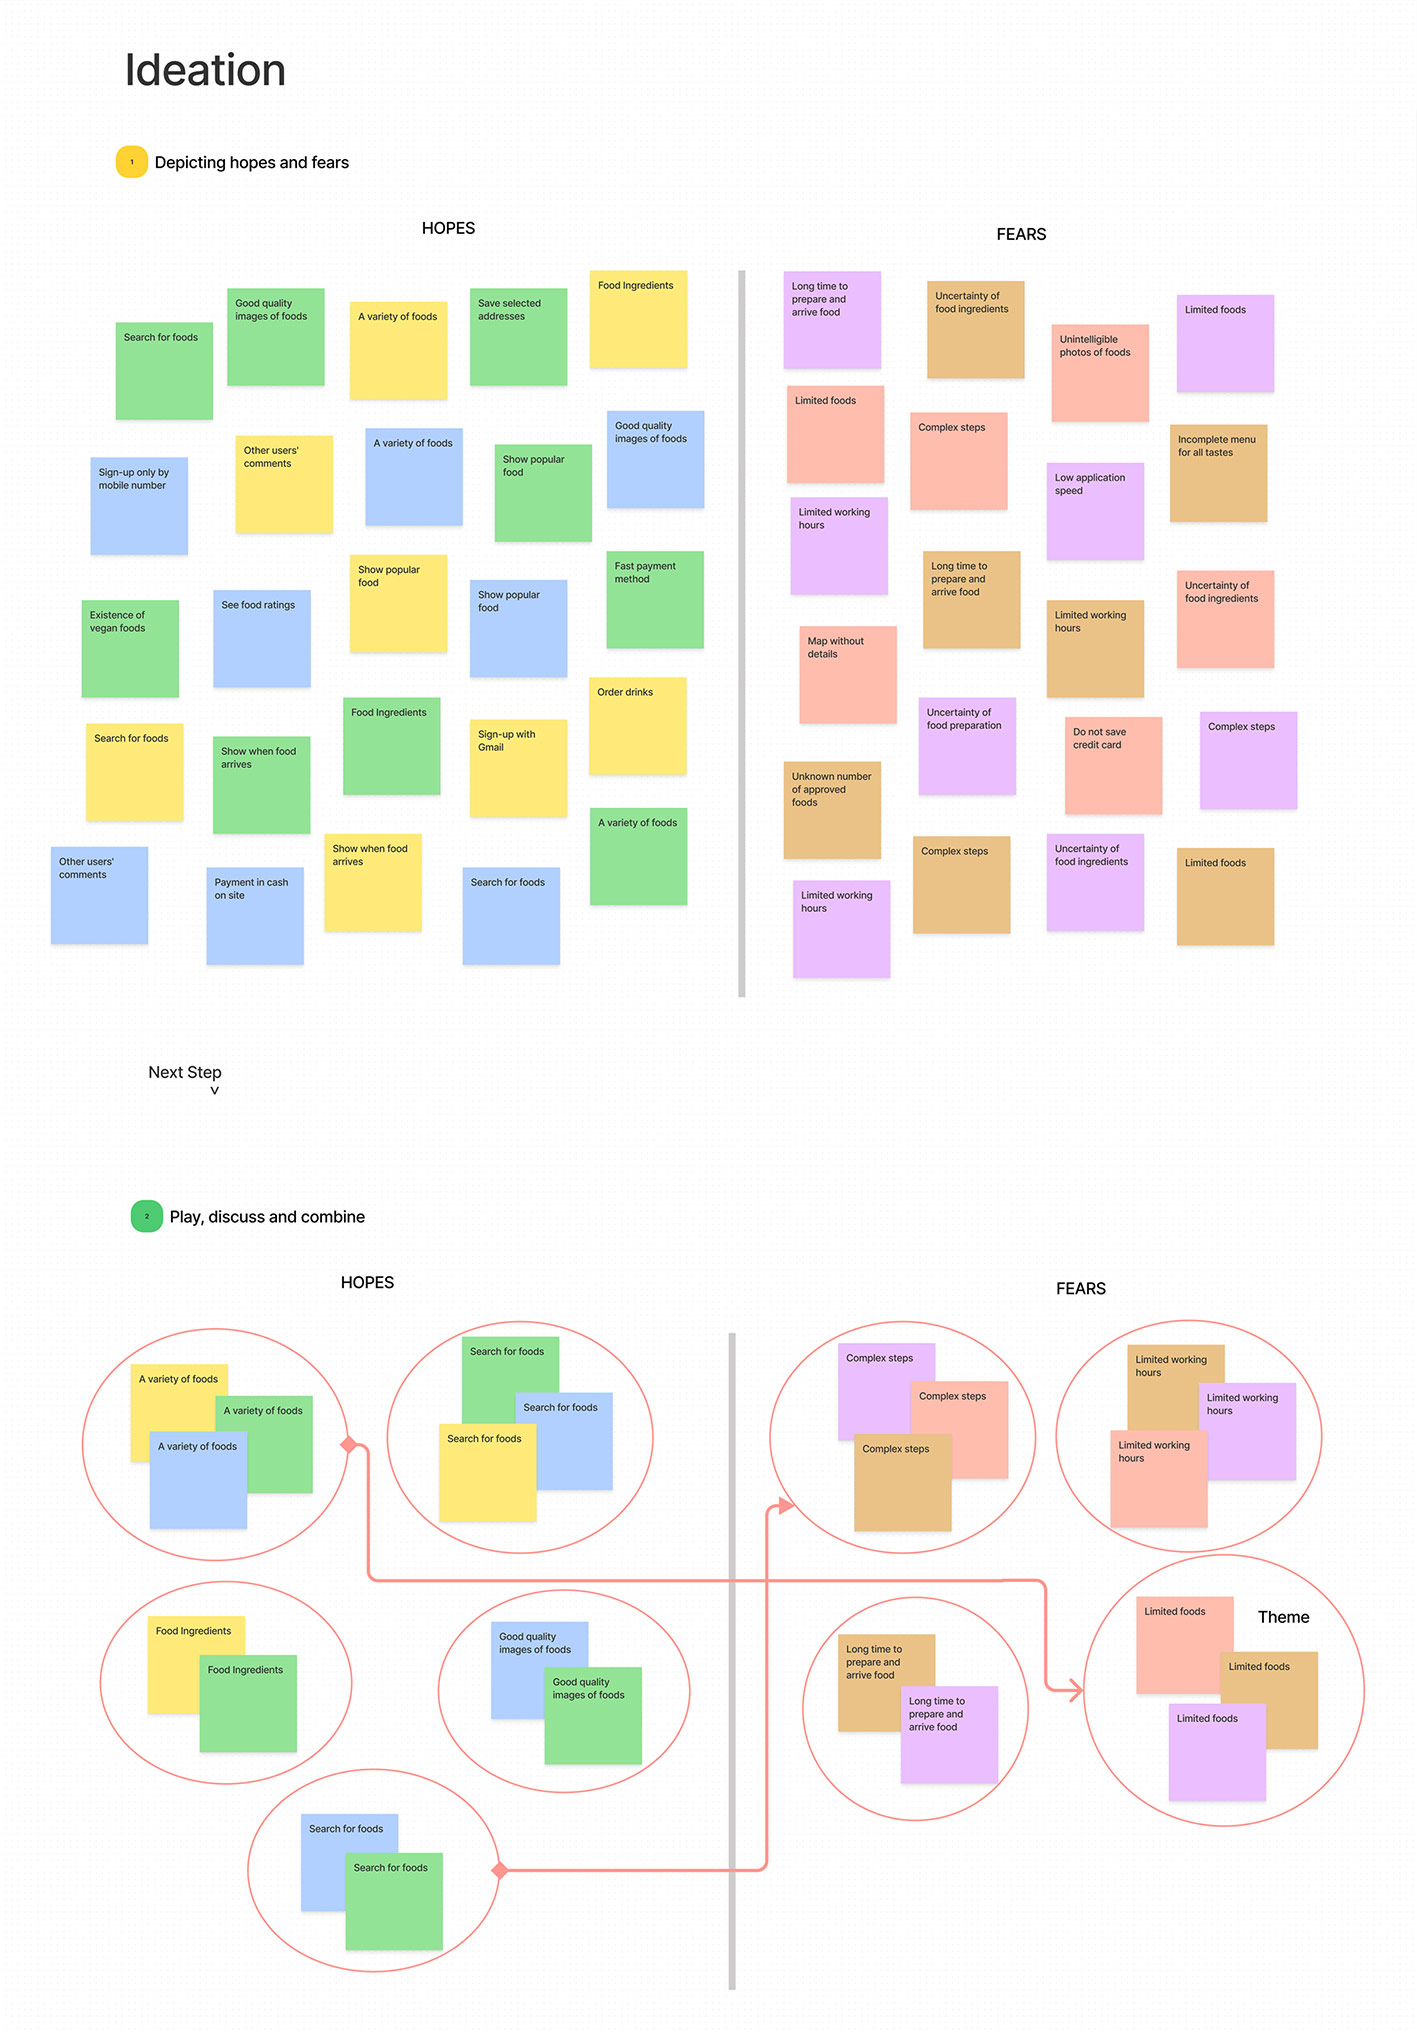 Ideation
1
Depicting hopes and fears
HOPES
Search for foods
Good quality
images of foods
A variety of foods
Save selected
addresses
Food Ingredients
Sign-up only by
mobile number
Other users'
comments
A variety of foods
Show popular
food
Good quality
images of foods
Existence of
vegan foods
See food ratings
Show popular
food
Show popular
food
Fast payment
method
Search for foods
Show when food
arrives
Food Ingredients
Sign-up with
Gmail
Order drinks
Other users'
comments
Payment in cash
on site
Show when food
arrives
Search for foods
A variety of foods
FEARS
Long time to
prepare and
arrive food
Uncertainty of
food ingredients
Unintelligible
photos of foods
Limited foods
Limited foods
Complex steps
Low application
speed
Incomplete menu
for all tastes
Limited working
hours
Long time to
prepare and
arrive food
Limited working
hours
Uncertainty of
food ingredients
Map without
details
Uncertainty of
food preparation
Do not save
credit card
Complex steps
Unknown number
of approved
foods
Complex steps
Uncertainty of
food ingredients
Limited foods
Limited working
hours
Next Step
2
Play, discuss and combine
HOPES
A variety of foods
A variety of foods
A variety of foods
Search for foods
Search for foods
Search for foods
Food Ingredients
Food Ingredients
Good quality
images of foods
Good quality
images of foods
Search for foods
Search for foods
FEARS
Complex steps
Complex steps
Complex steps
Limited working
hours
Limited working
hours
Limited working
hours
Long time to
prepare and
arrive food
Long time to
prepare and
arrive food
Limited foods
Theme
Limited foods
Limited foods